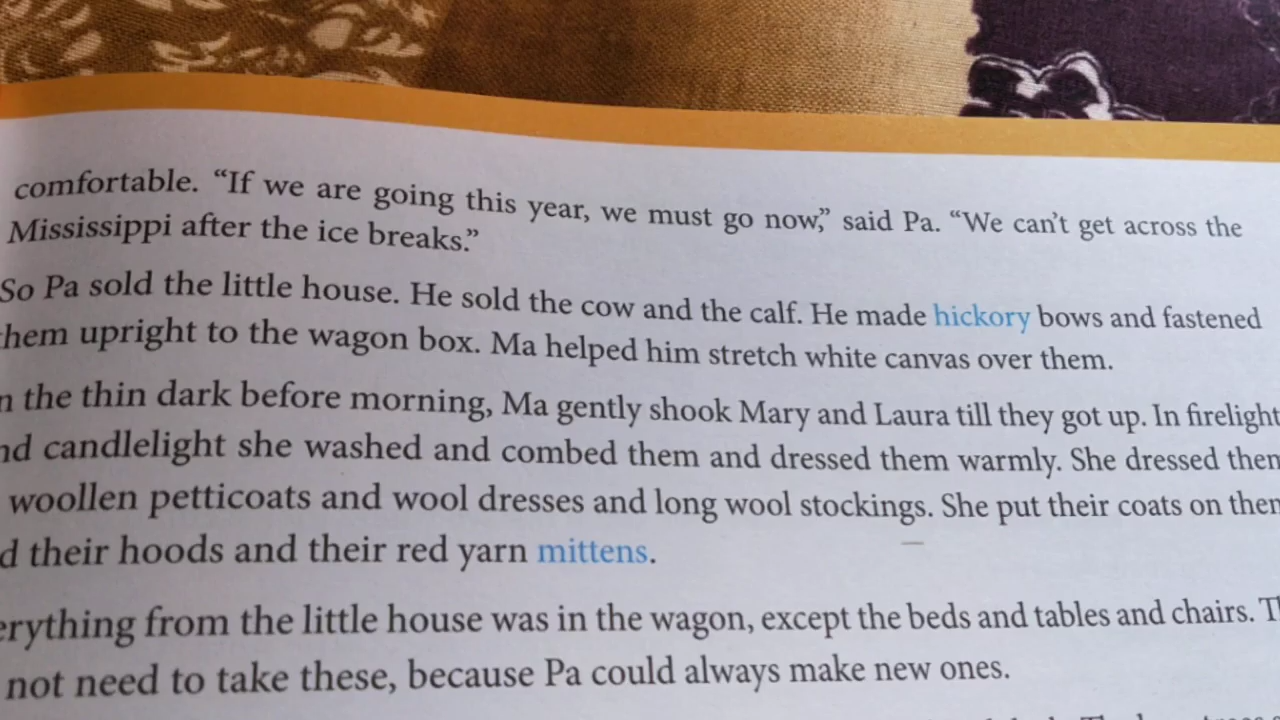 comfortable. “If we are going this year, we must go now,” said Pa. “We can’t get across the
Mississippi after the ice breaks.”
So Pa sold the little house. He sold the cow and the calf. He made hickory bows and fastened
hem upright to the wagon box. Ma helped him stretch white canvas over them.
n the thin dark before morning, Ma gently shook Mary and Laura till they got up. In firelight
nd candlelight she washed and combed them and dressed them warmly. She dressed then
woollen petticoats and wool dresses and long wool stockings. She put their coats on then
d their hoods and their red yarn mittens.
erything from the little house was in the wagon, except the beds and tables and chairs. T
not need to take these, because Pa could always make new ones.